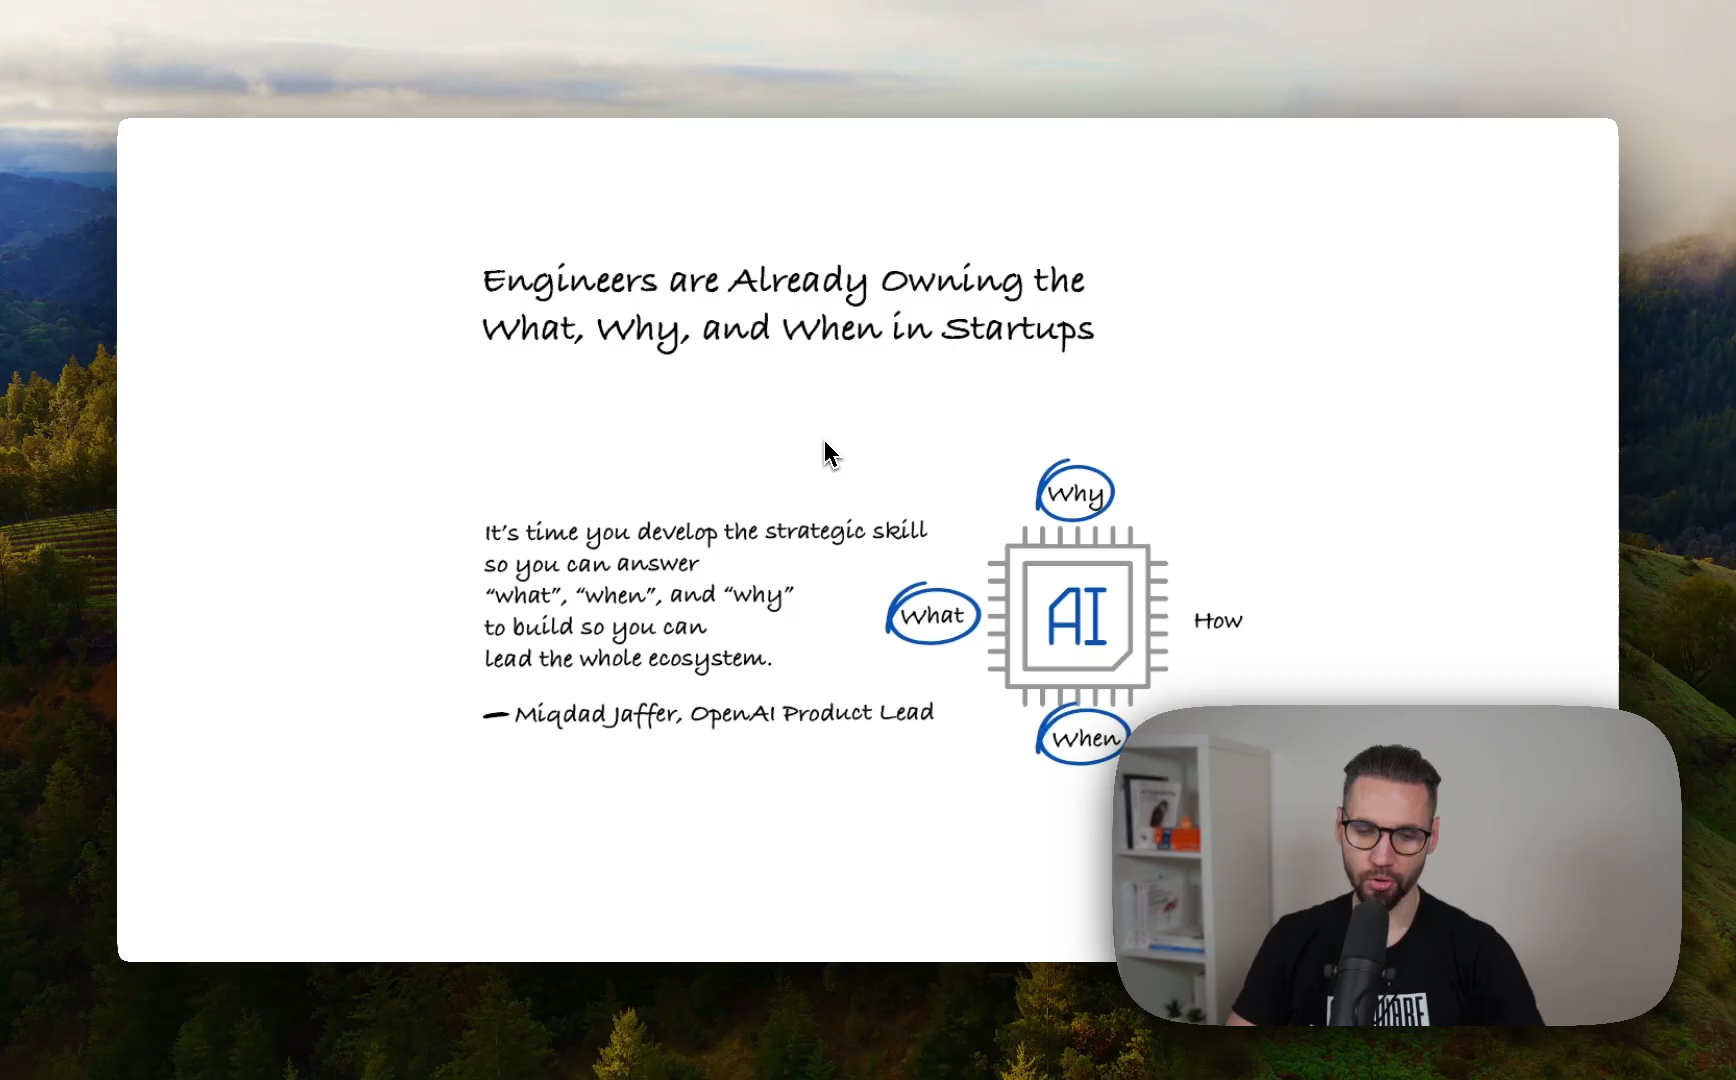 Engineers are Already Owning the
What, Why, and When in Startups
It's time you develop the strategic skill
so you can answer
“what”, “when”, and “why”
to build so you can
lead the whole ecosystem.
— Miqdad Jaffer, OpenAI Product Lead
Why
What
AI
How
When